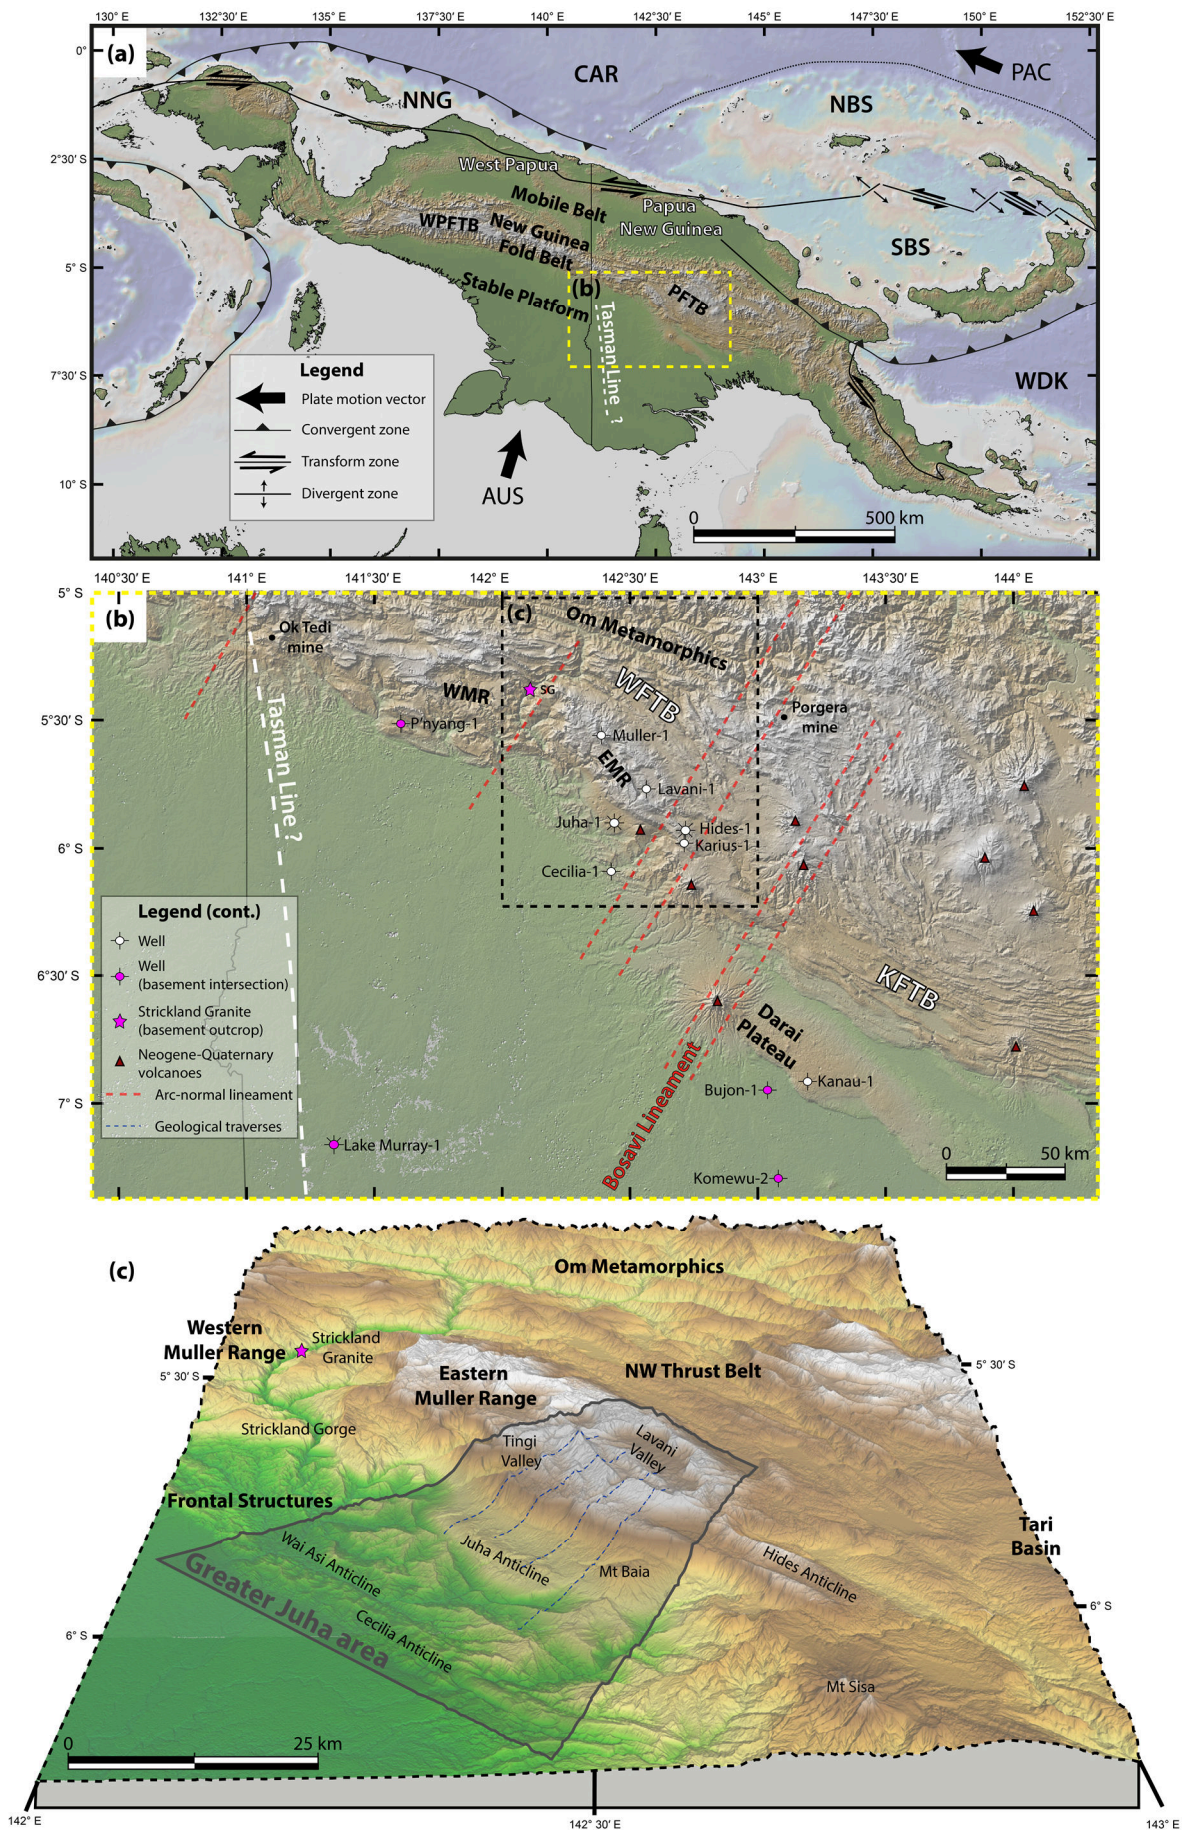 130° E
132°30' E
135° E
137°50' E
140° E
142°30' E
145° E
147°50' E
150° E
152°30' E
(a)
0°
2°30' S
5° S
7°30' S
10° S
CAR
PAC
NNG
NBS
West Papua
Mobile Belt
Papua
New Guinea
WPFTB
New Guinea
Fold Belt
SBS
Stable Platform
(b)
PFTB
Tasman Line ?
WDK
AUS
Legend
Plate motion vector
Convergent zone
Transform zone
Divergent zone
0
500 km
140°30' E
141° E
141°30' E
142° E
142°30' E
143° E
143°30' E
144° E
5° S
5°30' S
6° S
6°30' S
7° S
(b)
(c)
Om Metamorphics
Ok Tedi
mine
WMR
SG
WFTB
P'nyang-1
Porgera
mine
Muller-1
EMR
Lavani-1
Tasman Line ?
Juha-1
Hides-1
Karius-1
Cecilia-1
Legend (cont.)
Well
Well
(basement intersection)
Strickland Granite
(basement outcrop)
Neogene-Quaternary
volcanoes
Arc-normal lineament
Geological traverses
KFTB
Darai
Plateau
Bosavi Lineament
Bujon-1
Kanau-1
Lake Murray-1
Komewu-2
0
50 km
(c)
Om Metamorphics
Western
Muller Range
Strickland
Granite
5° 30' S
5° 30' S
Eastern
Muller Range
NW Thrust Belt
Strickland Gorge
Tingi
Valley
Lavani
Valley
Frontal Structures
Tari
Basin
Wai Asi Anticline
Juha Anticline
Mt Baia
Hides Anticline
Greater Juha area
Cecilia Anticline
6° S
6° S
Mt Sisa
0
25 km
142° E
142° 30' E
143° E